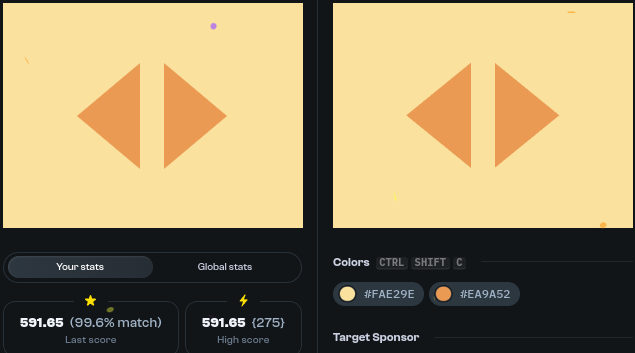 Your stats
Global stats
591.65 (99.6% match)
Last score
591.65 {275}
High score
Colors CTRL SHIFT C
#FAE29E #EA9A52
Target Sponsor